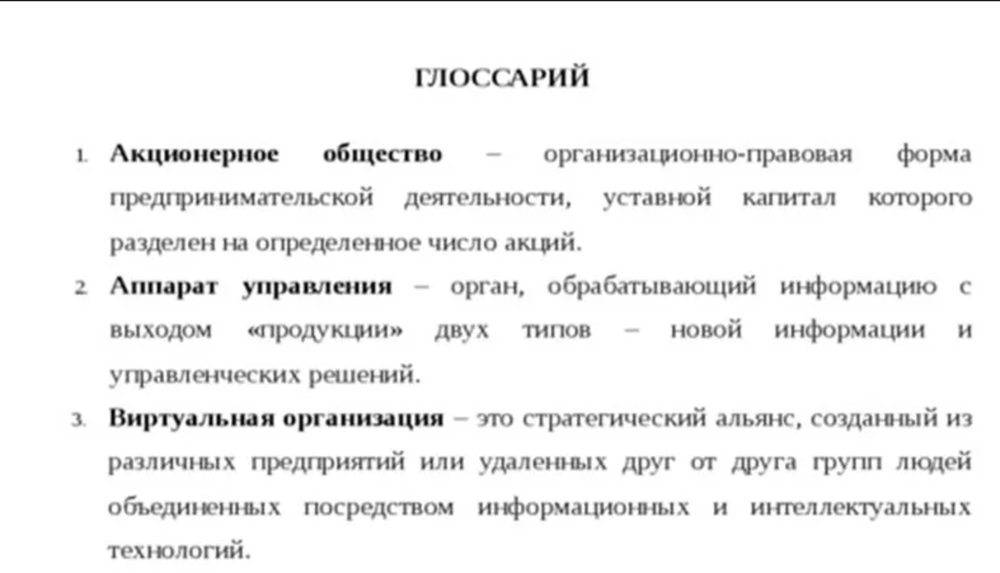 ГЛОССАРИЙ
1. Акционерное общество – организационно-правовая форма
предпринимательской деятельности, уставной капитал которого
разделен на определенное число акций.
2. Аппарат управления – орган, обрабатывающий информацию с
выходом «продукции» двух типов – новой информации и
управленческих решений.
3. Виртуальная организация – это стратегический альянс, созданный из
различных предприятий или удаленных друг от друга групп людей
объединенных посредством информационных и интеллектуальных
технологий.